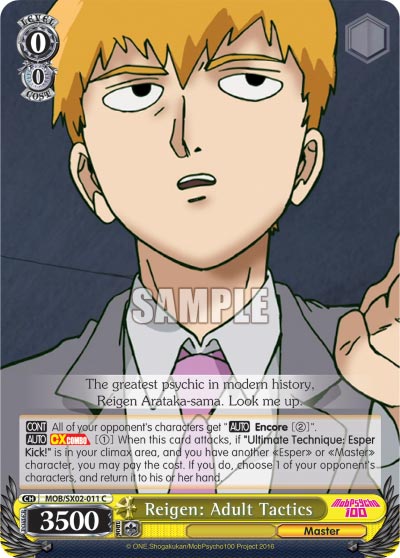 LEVEL
0
0
COST
SAMPLE
The greatest psychic in modern history,
Reigen Arataka-sama. Look me up.
CONT All of your opponent's characters get "AUTO Encore [②]".
AUTO CX COMBO [①] When this card attacks, if "Ultimate Technique: Esper
Kick!" is in your climax area, and you have another «Esper» or «Master»
character, you may pay the cost. If you do, choose 1 of your opponent's
characters, and return it to his or her hand.
CD MOB/SX02-011 C
POWER
3500
Reigen: Adult Tactics
MobPsycho
100
Master
© ONE,Shogakukan/MobPsycho100 Project 2016